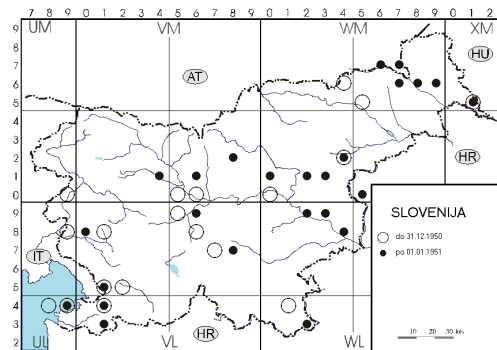 7 8 9 0 1 2 3 4 5 6 7 8 9 0 1 2 3 4 5 6 7 8 9 0 1 2
9 UM VM WM XM
8
7 AT HU
6
5
4
3 HR
2
1
0
9 SLOVENIJA
8 do 31.12.1950
7 po 01.01.1951
6 IT
5
4
3 HR 10 20 30 km
2 UL VL WL